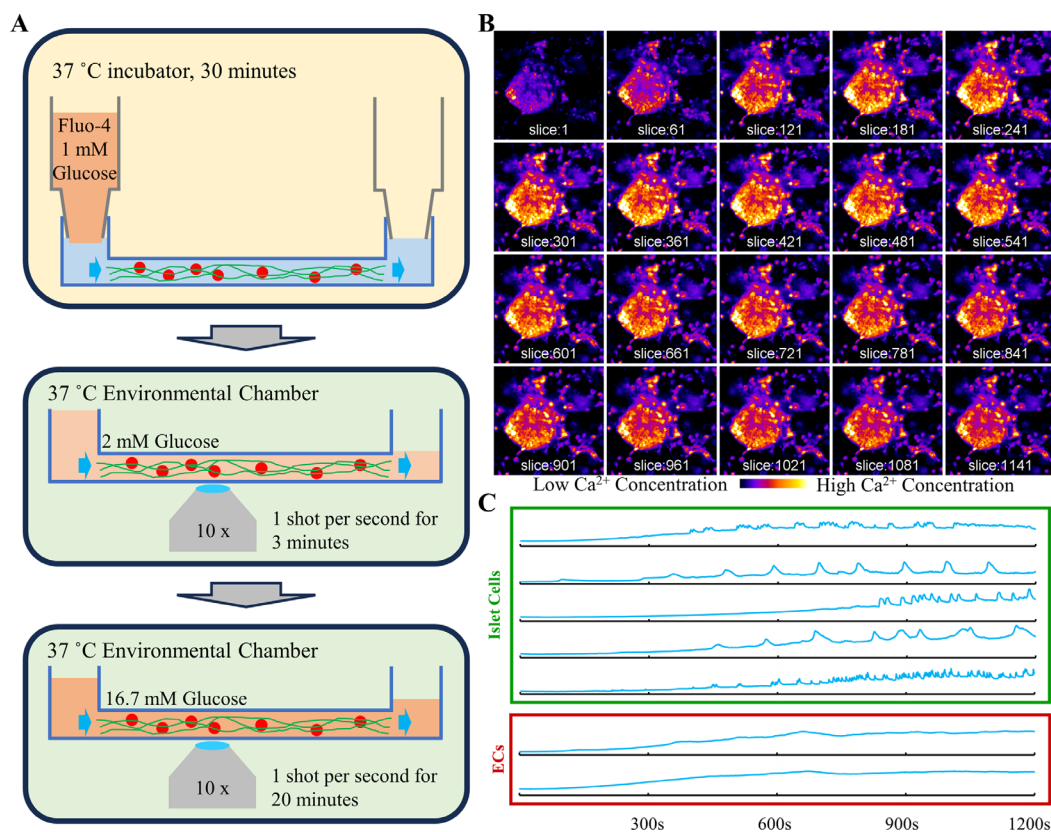 A
37 ˚C incubator, 30 minutes
Fluo-4
1 mM
Glucose
37 ˚C Environmental Chamber
2 mM Glucose
10 x
1 shot per second for
3 minutes
37 ˚C Environmental Chamber
16.7 mM Glucose
10 x
1 shot per second for
20 minutes
B
slice:1
slice:61
slice:121
slice:181
slice:241
slice:301
slice:361
slice:421
slice:481
slice:541
slice:601
slice:661
slice:721
slice:781
slice:841
slice:901
slice:961
slice:1021
slice:1081
slice:1141
Low Ca²⁺ Concentration
High Ca²⁺ Concentration
C
Islet Cells
ECs
300s
600s
900s
1200s